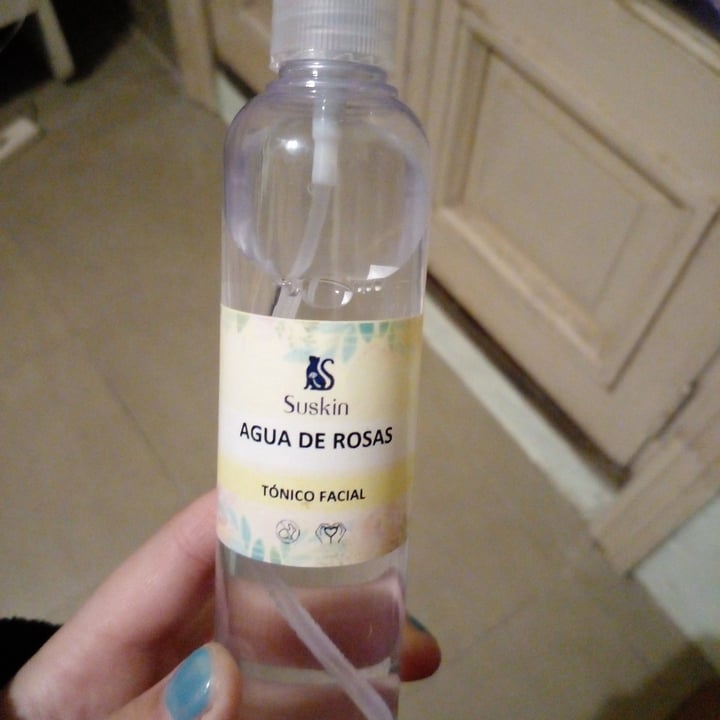 Suskin
AGUA DE ROSAS
TÓNICO FACIAL